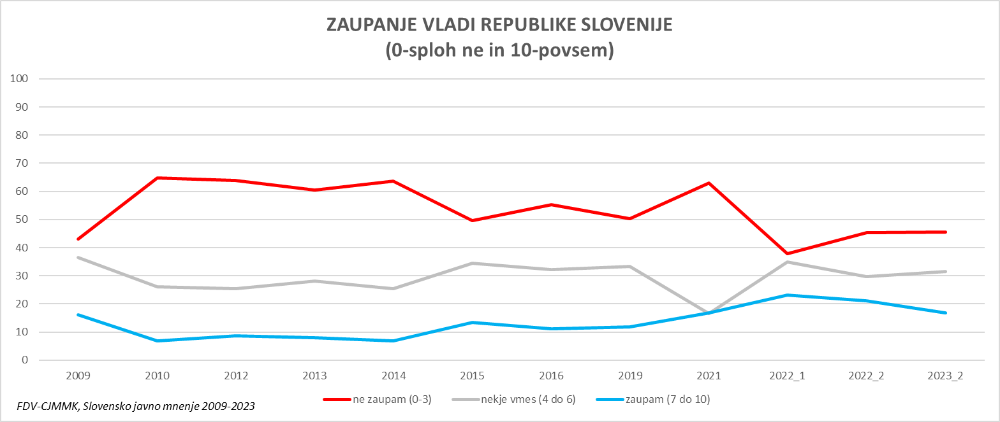 ZAUPANJE VLADI REPUBLIKE SLOVENIJE
(0-sploh ne in 10-povsem)
100
90
80
70
60
50
40
30
20
10
0
2009 2010 2012 2013 2014 2015 2016 2019 2021 2022_1 2022_2 2023_2
ne zaupam (0-3) nekje vmes (4 do 6) zaupam (7 do 10)
FDV-CJMMK, Slovensko javno mnenje 2009-2023